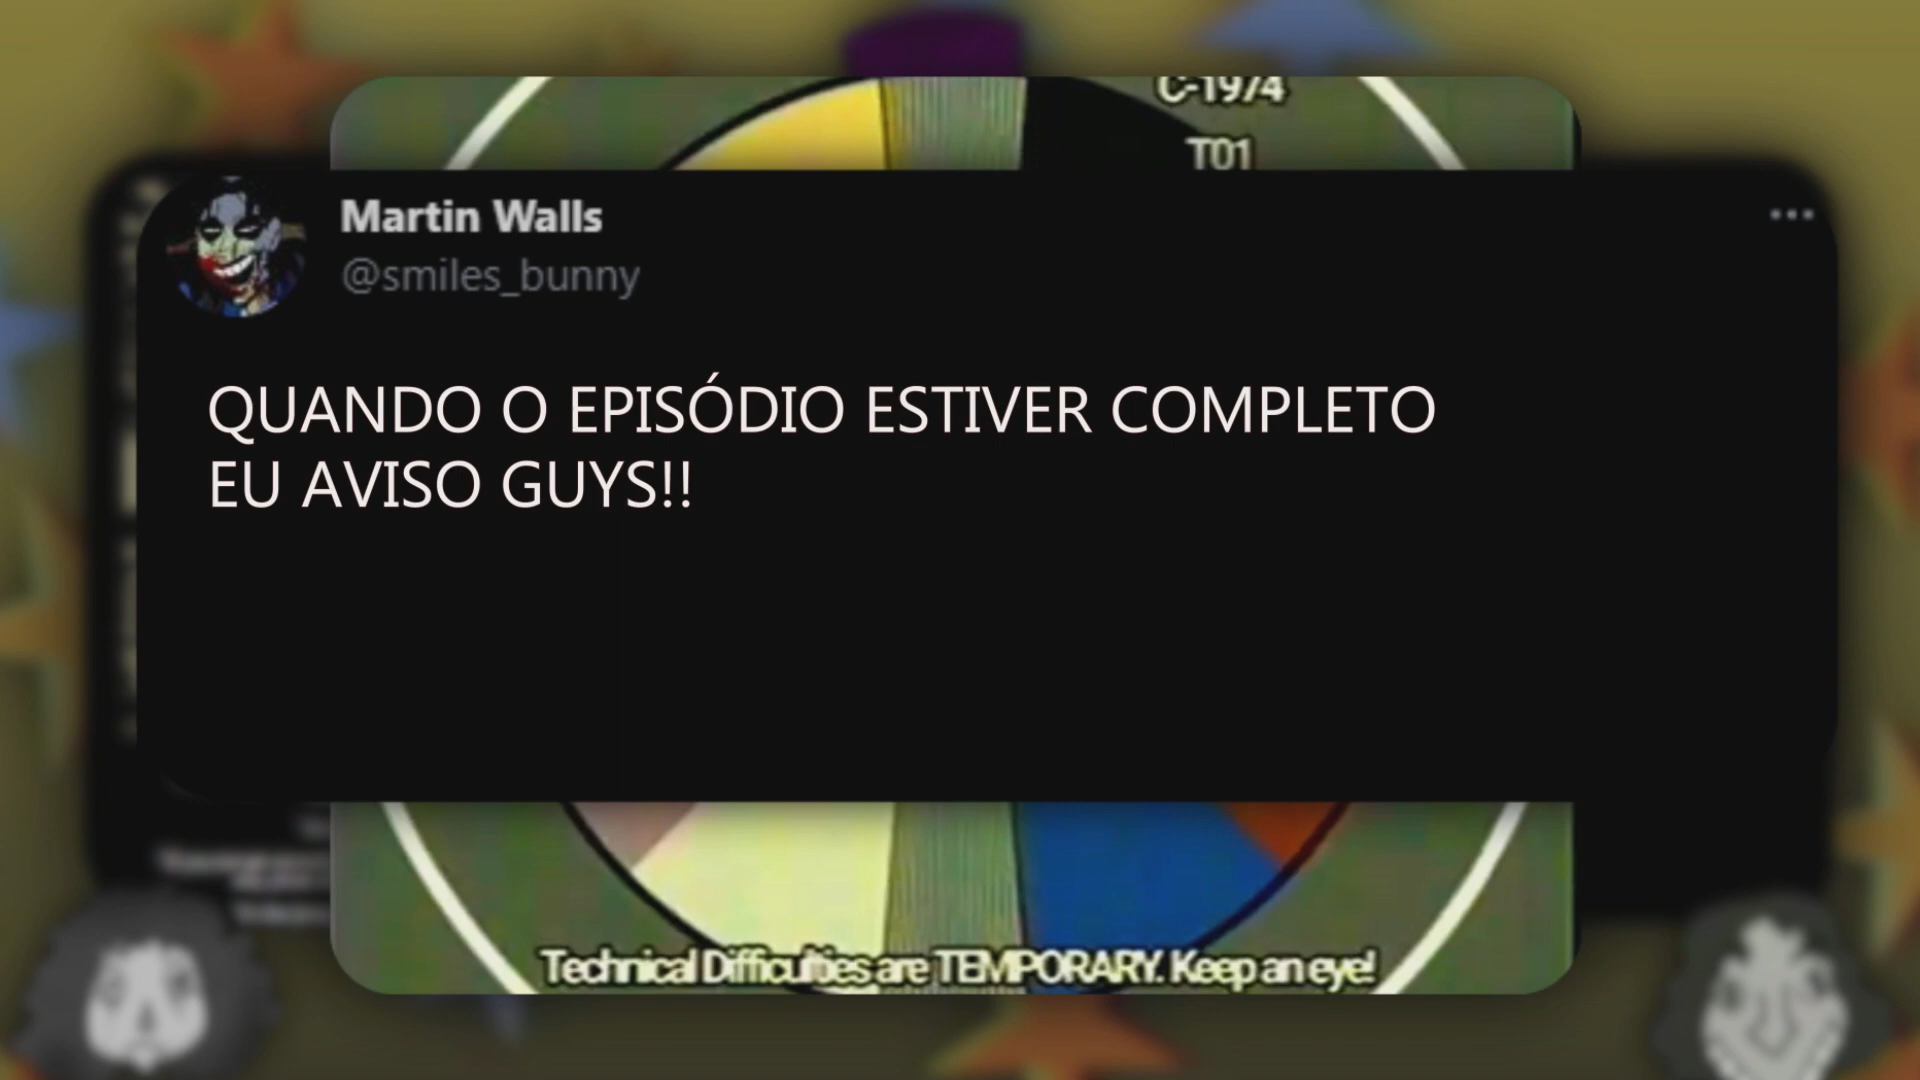 C-1974
T01
Martin Walls
@smiles_bunny
QUANDO O EPISÓDIO ESTIVER COMPLETO
EU AVISO GUYS!!
Technical Difficulties are TEMPORARY. Keep an eye!